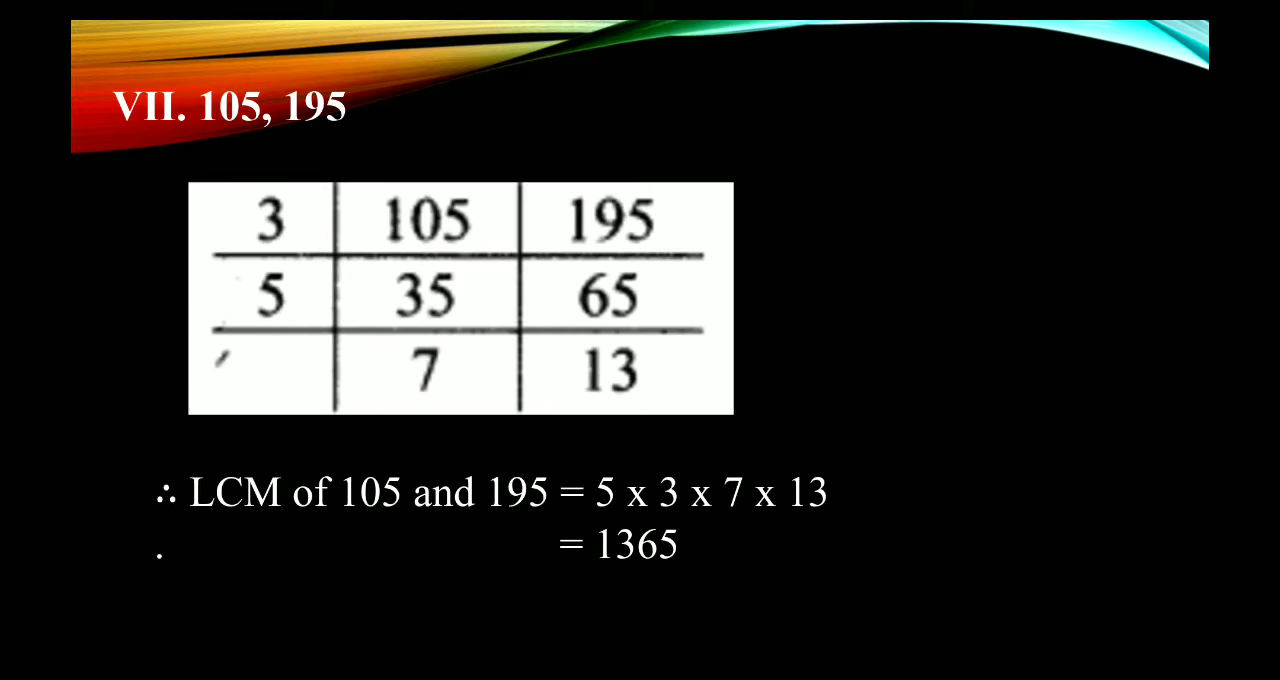 VII. 105, 195
3 105 195
5 35 65
7 13
∴ LCM of 105 and 195 = 5 x 3 x 7 x 13
. = 1365